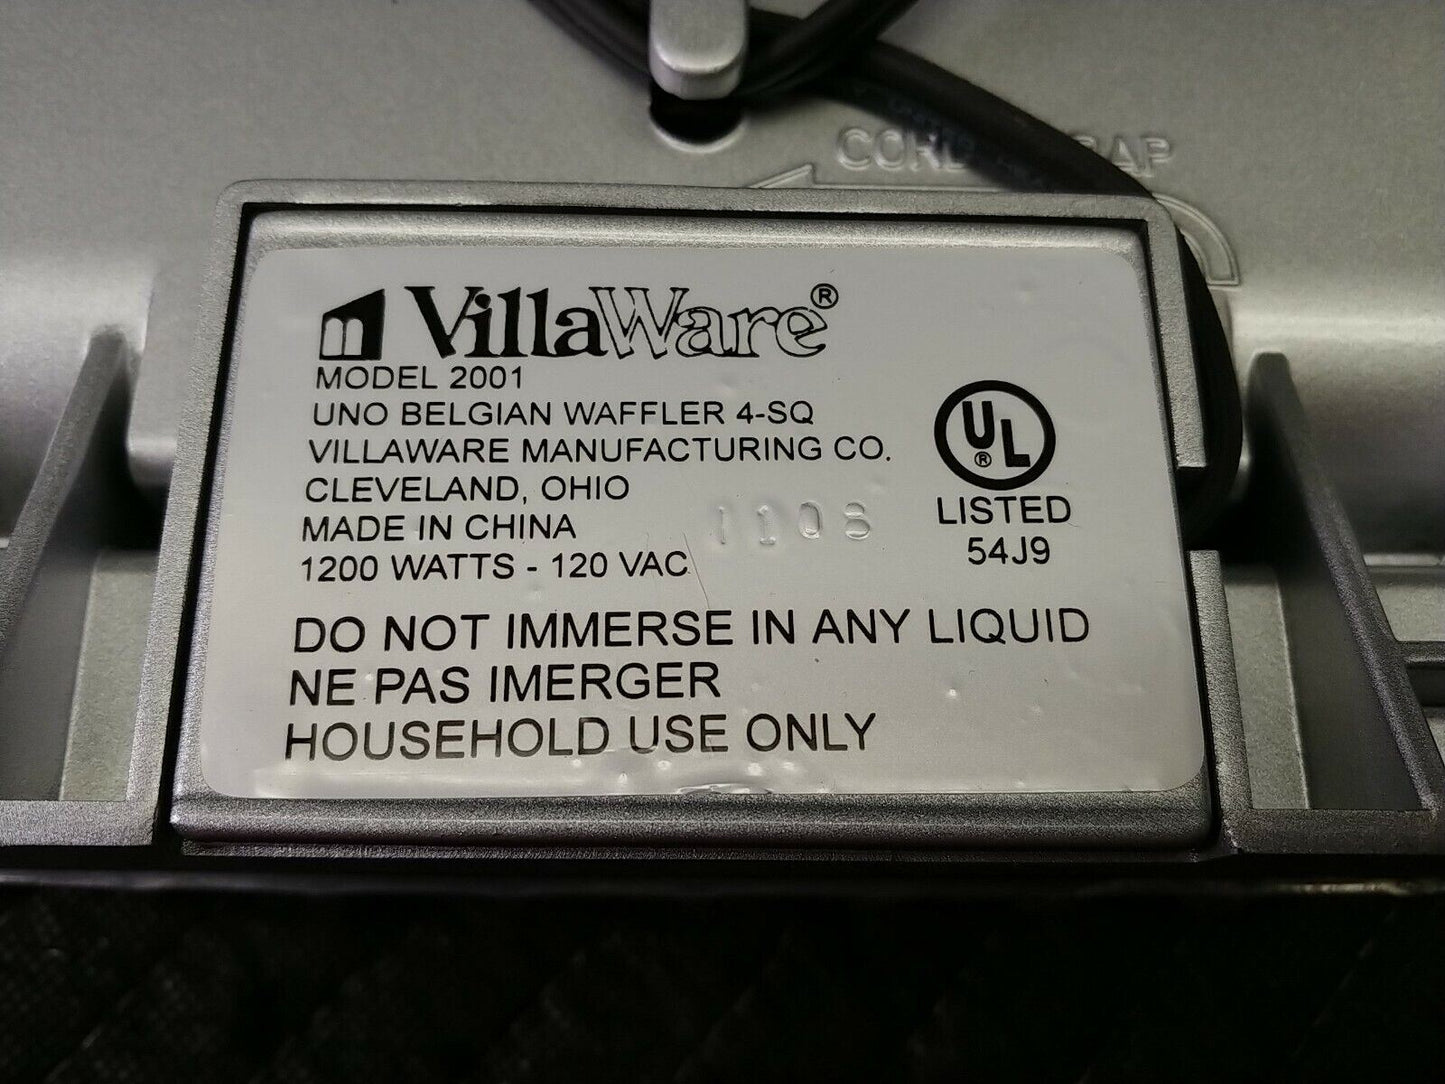 VillaWare®
MODEL 2001
UNO BELGIAN WAFFLER 4-SQ
VILLAWARE MANUFACTURING CO.
CLEVELAND, OHIO
MADE IN CHINA
1200 WATTS - 120 VAC
DO NOT IMMERSE IN ANY LIQUID
NE PAS IMERGER
HOUSEHOLD USE ONLY
UL®
LISTED
54J9